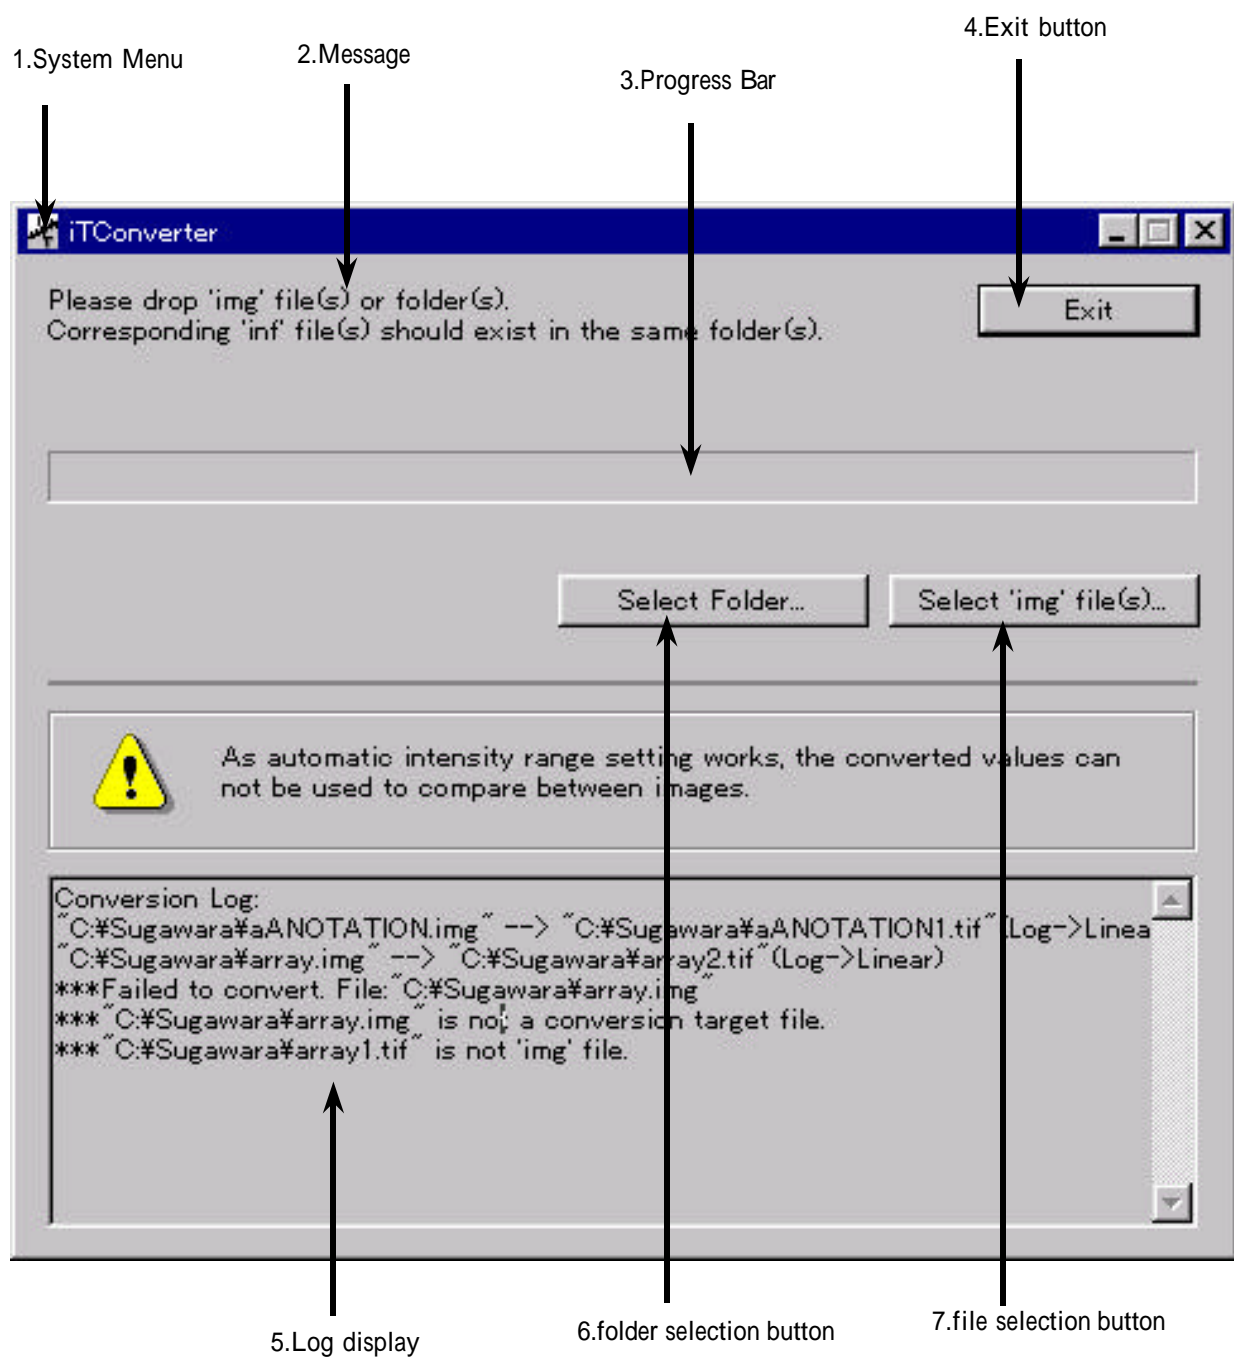 4.Exit button
1.System Menu
2.Message
3.Progress Bar
iTConverter
Please drop 'img' file(s) or folder(s).
Corresponding 'inf' file(s) should exist in the same folder(s).
Exit
Select Folder...
Select 'img' file(s)...
As automatic intensity range setting works, the converted values can
not be used to compare between images.
Conversion Log:
"C:¥Sugawara¥aANOTATION.img" --> "C:¥Sugawara¥aANOTATION1.tif"(Log->Linea
"C:¥Sugawara¥array.img" --> "C:¥Sugawara¥array2.tif"(Log->Linear)
***Failed to convert. File:"C:¥Sugawara¥array.img"
***"C:¥Sugawara¥array.img" is not a conversion target file.
***"C:¥Sugawara¥array1.tif" is not 'img' file.
5.Log display
6.folder selection button
7.file selection button